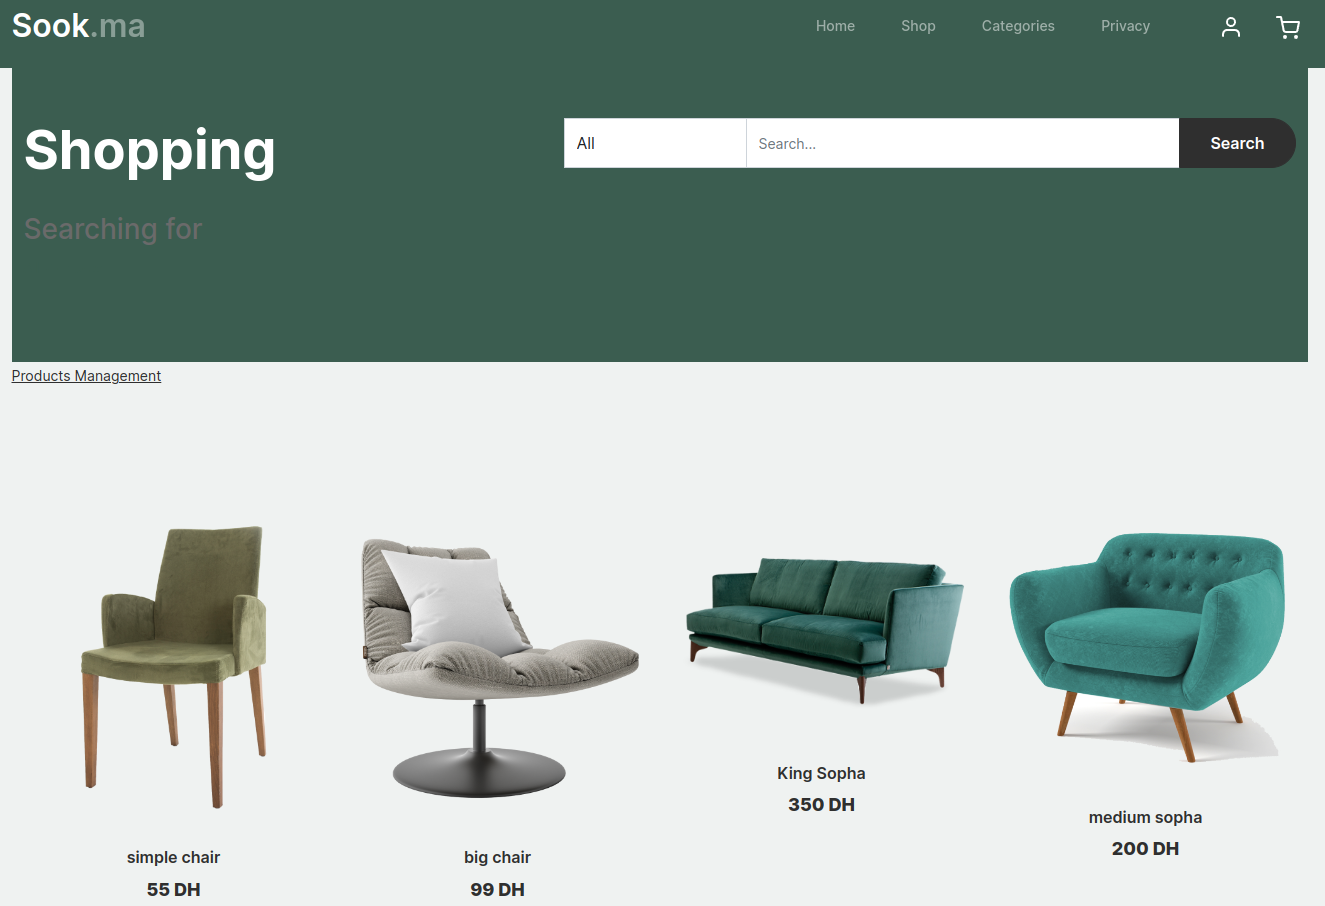 Sook.ma
Home Shop Categories Privacy
Shopping
All Search... Search
Searching for
Products Management
simple chair
55 DH
big chair
99 DH
King Sopha
350 DH
medium sopha
200 DH